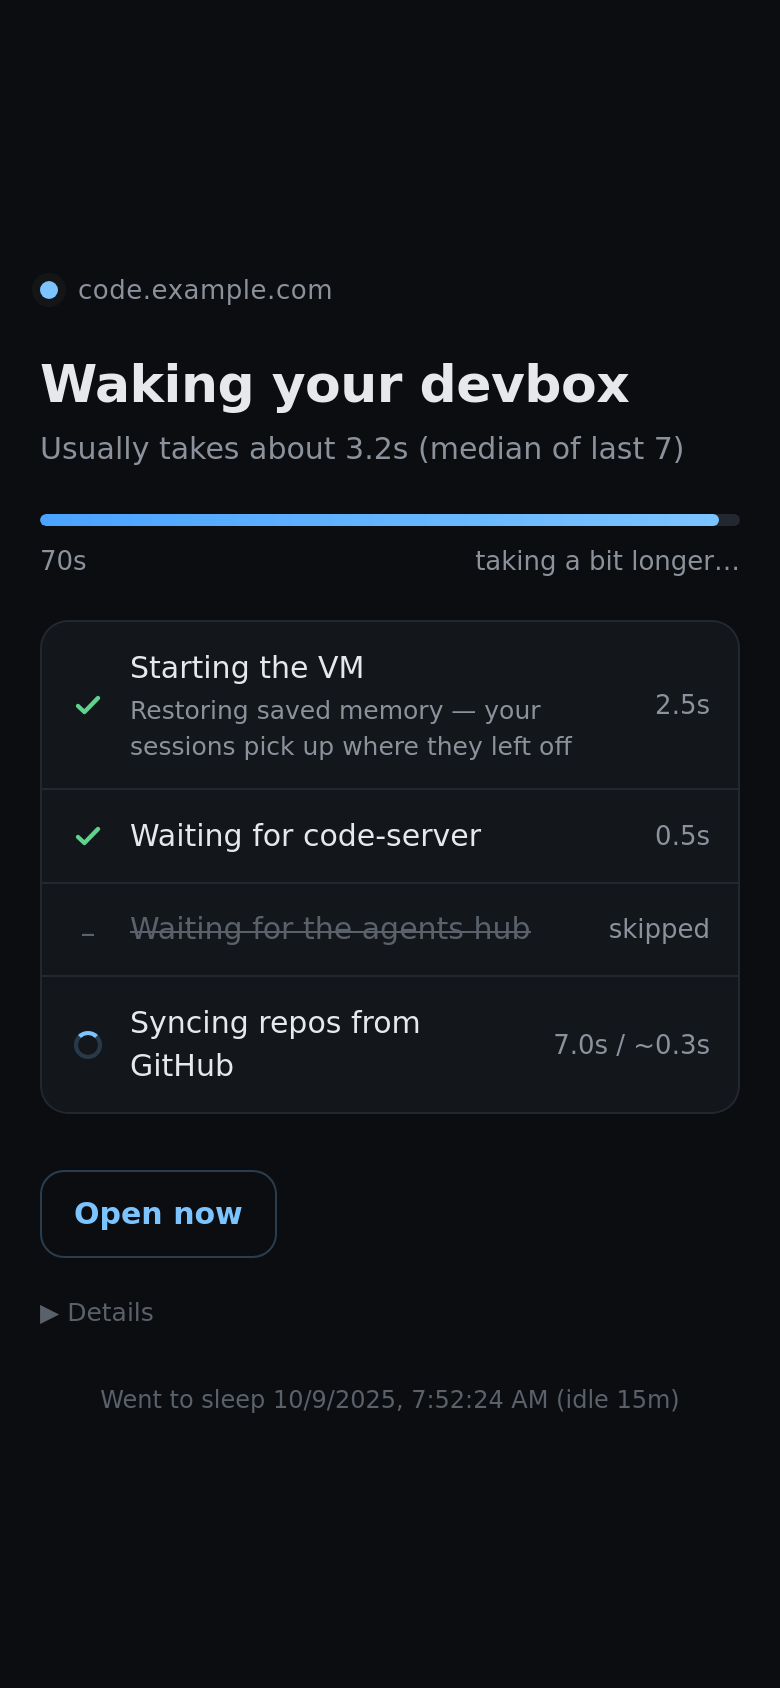 code.example.com
Waking your devbox
Usually takes about 3.2s (median of last 7)
70s taking a bit longer…
Starting the VM
Restoring saved memory — your
sessions pick up where they left off
2.5s
Waiting for code-server 0.5s
– Waiting for the agents hub skipped
Syncing repos from
GitHub
7.0s / ~0.3s
Open now
▶ Details
Went to sleep 10/9/2025, 7:52:24 AM (idle 15m)